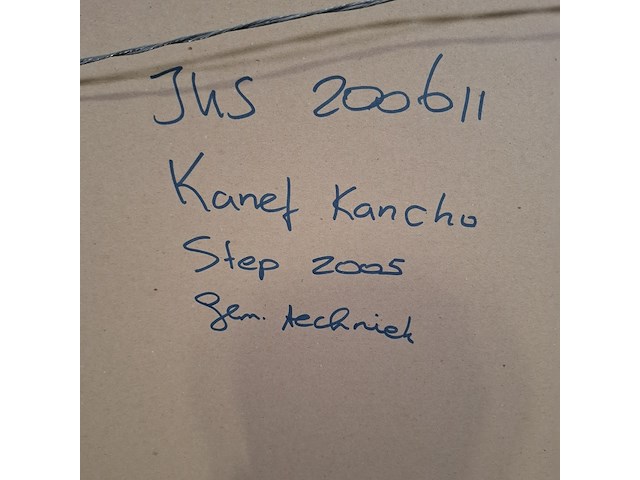 JHS 200611
Kanef Kancho
Step 2005
gem. techniek